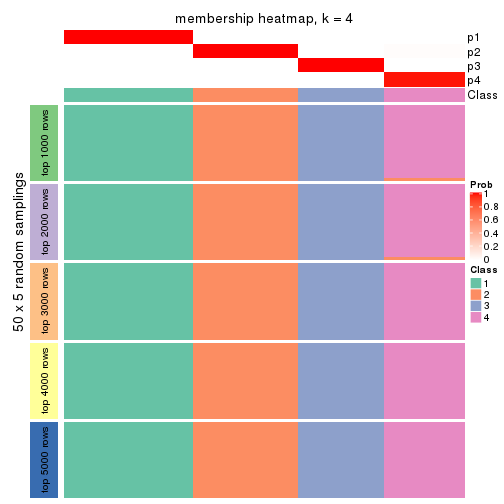 membership heatmap, k = 4
p1
p2
p3
p4
Class
50 x 5 random samplings
top 1000 rows
top 2000 rows
top 3000 rows
top 4000 rows
top 5000 rows
Prob
1
0.8
0.6
0.4
0.2
0
Class
1
2
3
4